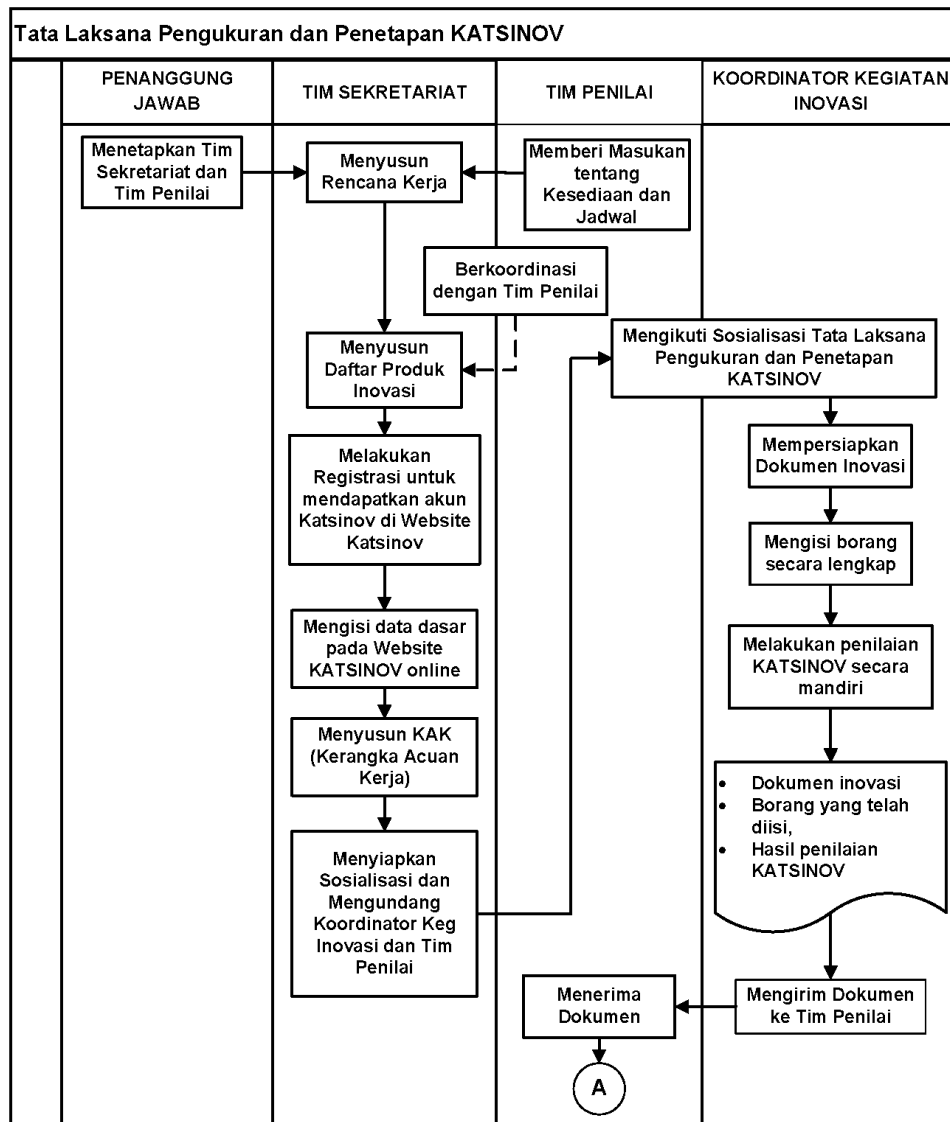 Tata Laksana Pengukuran dan Penetapan KATSINOV
PENANGGUNG
JAWAB
TIM SEKRETARIAT
TIM PENILAI
KOORDINATOR KEGIATAN
INOVASI
Menetapkan Tim
Sekretariat dan
Tim Penilai
Menyusun
Rencana Kerja
Memberi Masukan
tentang
Kesediaan dan
Jadwal
Berkoordinasi
dengan Tim Penilai
Menyusun
Daftar Produk
Inovasi
Mengikuti Sosialisasi Tata Laksana
Pengukuran dan Penetapan
KATSINOV
Melakukan
Registrasi untuk
mendapatkan akun
Katsinov di Website
Katsinov
Mempersiapkan
Dokumen Inovasi
Mengisi borang
secara lengkap
Mengisi data dasar
pada Website
KATSINOV online
Melakukan penilaian
KATSINOV secara
mandiri
Menyusun KAK
(Kerangka Acuan
Kerja)
• Dokumen inovasi
• Borang yang telah
diisi,
• Hasil penilaian
KATSINOV
Menyiapkan
Sosialisasi dan
Mengundang
Koordinator Keg
Inovasi dan Tim
Penilai
Menerima
Dokumen
Mengirim Dokumen
ke Tim Penilai
A